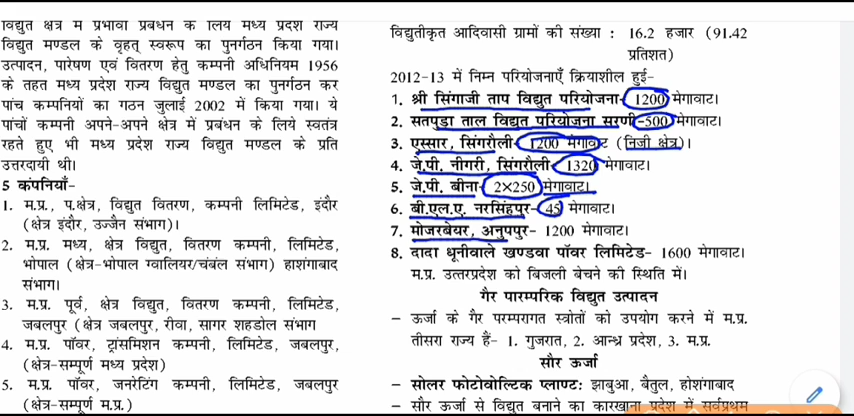 विद्युत क्षेत्र में प्रभावी प्रबंधन के लिये मध्य प्रदेश राज्य
विद्युत मण्डल के वृहत् स्वरूप का पुनर्गठन किया गया।
उत्पादन, पारेषण एवं वितरण हेतु कम्पनी अधिनियम 1956
के तहत मध्य प्रदेश राज्य विद्युत मण्डल का पुनर्गठन कर
पांच कम्पनियों का गठन जुलाई 2002 में किया गया। ये
पांचों कम्पनी अपने-अपने क्षेत्र में प्रबंधन के लिये स्वतंत्र
रहते हुए भी मध्य प्रदेश राज्य विद्युत मण्डल के प्रति
उत्तरदायी थी।
5 कंपनियाँ-
1. म.प्र., प.क्षेत्र, विद्युत वितरण, कम्पनी लिमिटेड, इंदौर
(क्षेत्र इंदौर, उज्जैन संभाग)।
2. म.प्र. मध्य, क्षेत्र विद्युत, वितरण कम्पनी, लिमिटेड,
भोपाल (क्षेत्र-भोपाल ग्वालियर/चंबंल संभाग) हाशंगाबाद
संभाग।
3. म.प्र. पूर्व, क्षेत्र विद्युत, वितरण कम्पनी, लिमिटेड,
जबलपुर (क्षेत्र जबलपुर, रीवा, सागर शहडोल संभाग
4. म.प्र. पॉवर, ट्रांसमिशन कम्पनी, लिमिटेड, जबलपुर,
(क्षेत्र-सम्पूर्ण मध्य प्रदेश)
5. म.प्र. पॉवर, जनरेटिंग कम्पनी, लिमिटेड, जबलपुर
(क्षेत्र-सम्पूर्ण म.प्र.)
विद्युतीकृत आदिवासी ग्रामों की संख्या : 16.2 हजार (91.42
प्रतिशत)
2012-13 में निम्न परियोजनाएँ क्रियाशील हुई-
1. श्री सिंगाजी ताप विद्युत परियोजना- 1200 मेगावाट।
2. सतपुड़ा ताल विद्युत परियोजना सरणी-500 मेगावाट।
3. एस्सार, सिंगरौली- 1200 मेगावाट (निजी क्षेत्र)।
4. जे.पी. नीगरी, सिंगरौली- 1320 मेगावाट।
5. जे.पी. बीना- 2×250 मेगावाट।
6. बी.एल.ए. नरसिंहपुर- 45 मेगावाट।
7. मोजरबेयर, अनुपपुर- 1200 मेगावाट।
8. दादा धूनीवाले खण्डवा पॉवर लिमिटेड- 1600 मेगावाट।
म.प्र. उत्तरप्रदेश को बिजली बेचने की स्थिति में।
गैर पारम्परिक विद्युत उत्पादन
– ऊर्जा के गैर परम्परागत स्वोतों को उपयोग करने में म.प्र.
तीसरा राज्य हैं- 1. गुजरात, 2. आन्ध्र प्रदेश, 3. म.प्र.
सौर ऊर्जा
– सोलर फोटोवोल्टिक प्लाण्ट: झाबुआ, बैतुल, होशंगाबाद
– सौर ऊर्जा से विद्युत बनाने का कारखाना प्रदेश में सर्वप्रथम